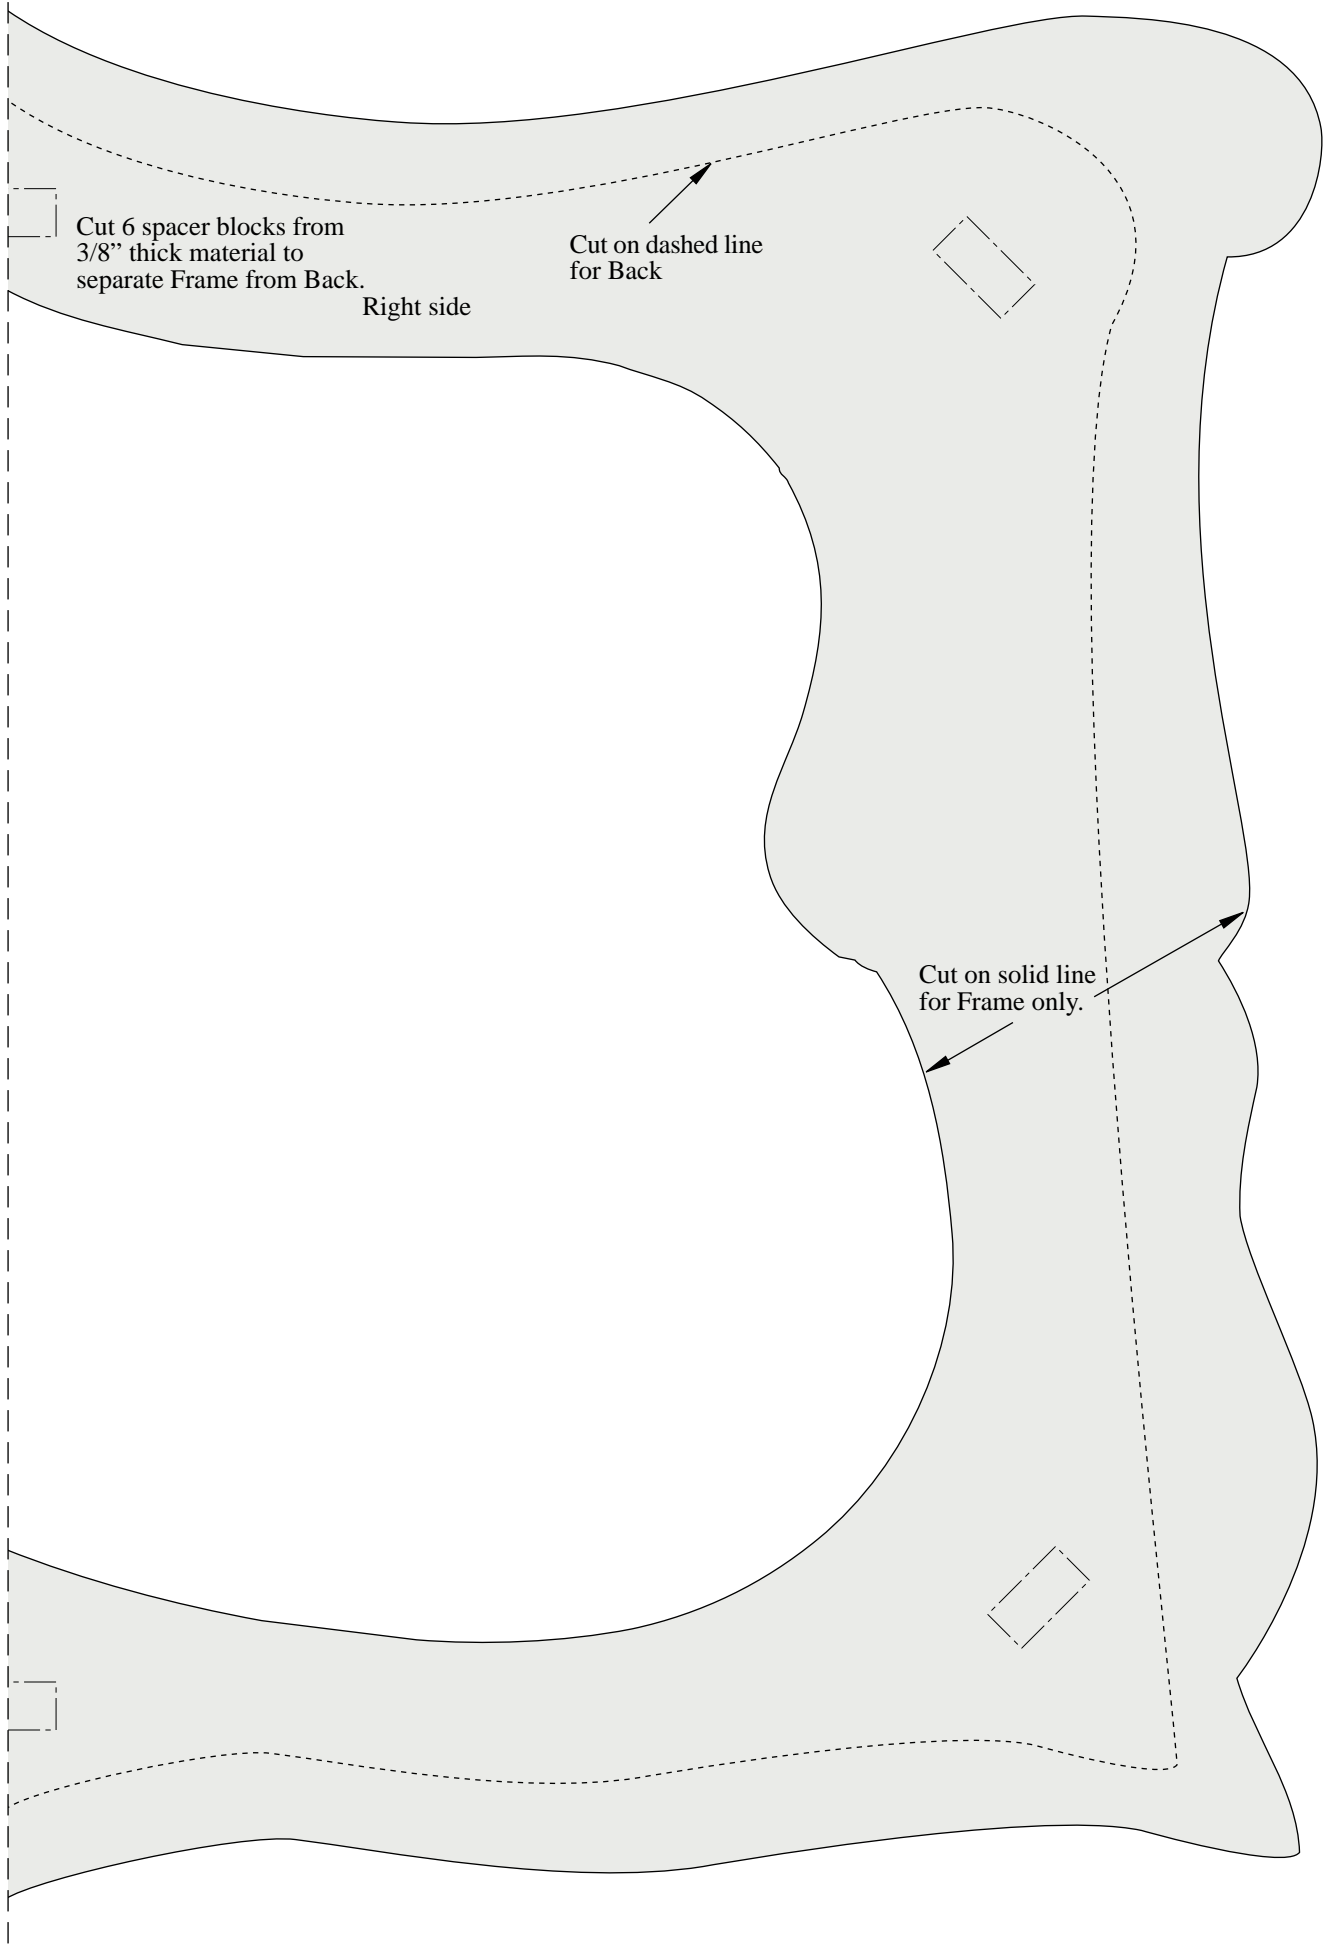 Cut 6 spacer blocks from
3/8” thick material to
separate Frame from Back.
Right side
Cut on dashed line
for Back
Cut on solid line
for Frame only.